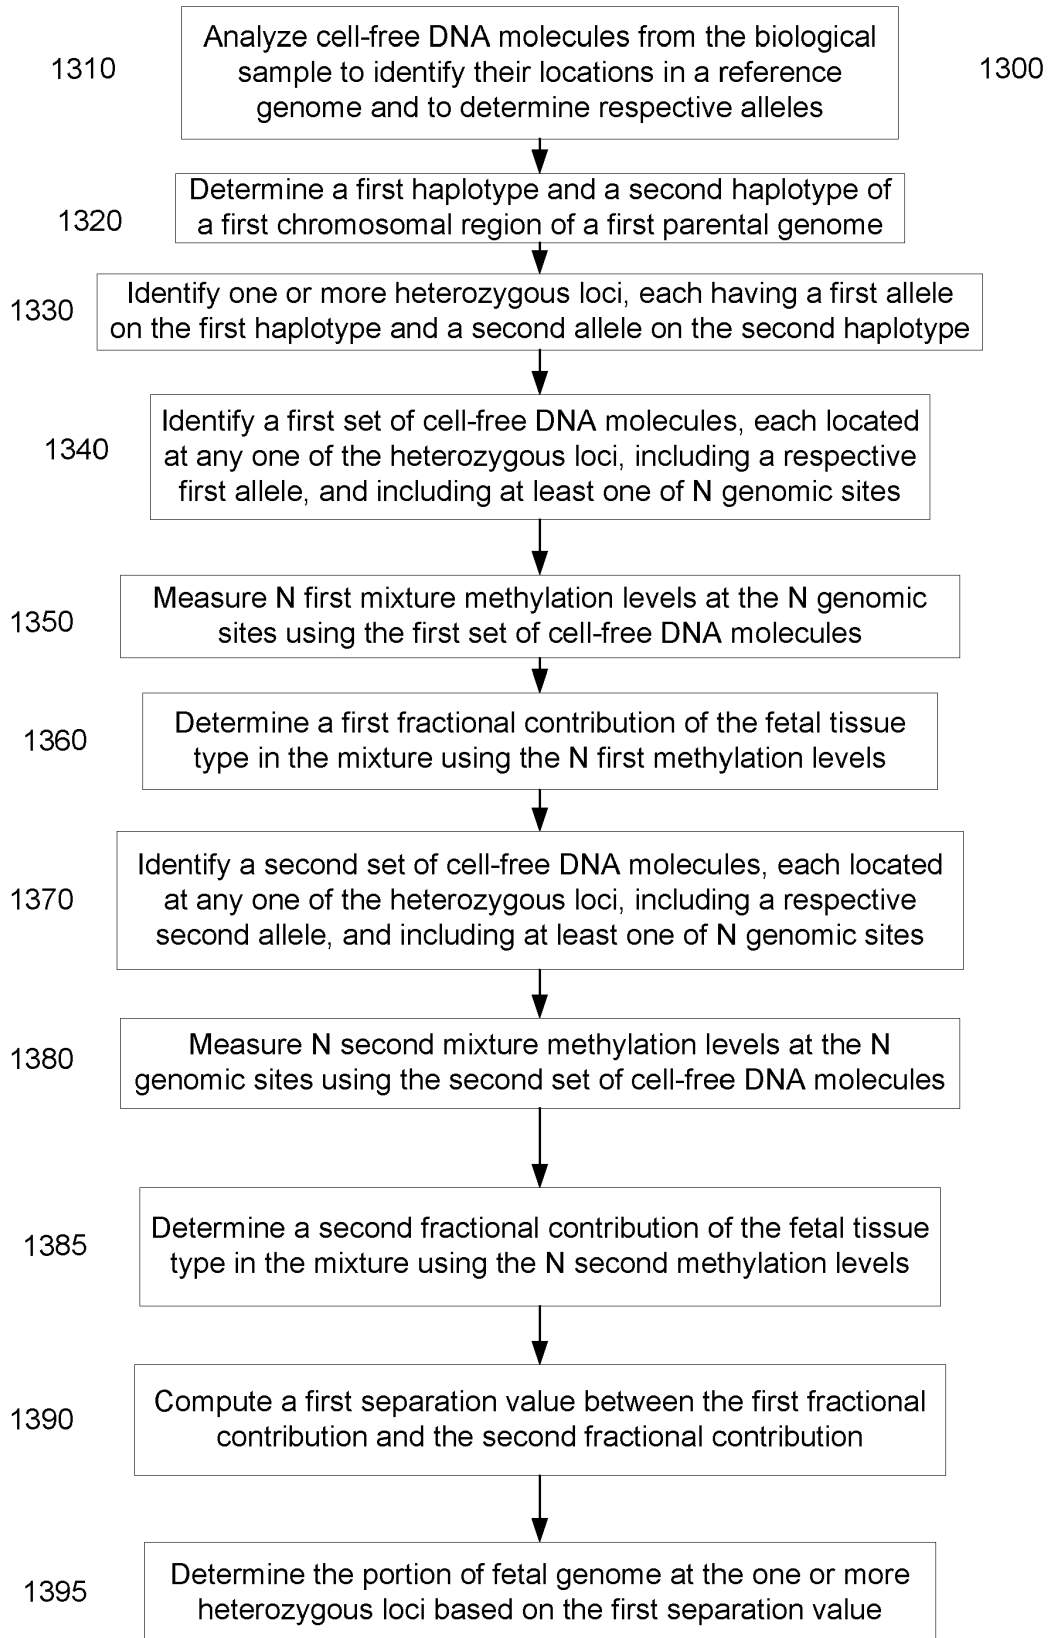 1300
1310
Analyze cell-free DNA molecules from the biological
sample to identify their locations in a reference
genome and to determine respective alleles
1320
Determine a first haplotype and a second haplotype of
a first chromosomal region of a first parental genome
1330
Identify one or more heterozygous loci, each having a first allele
on the first haplotype and a second allele on the second haplotype
1340
Identify a first set of cell-free DNA molecules, each located
at any one of the heterozygous loci, including a respective
first allele, and including at least one of N genomic sites
1350
Measure N first mixture methylation levels at the N genomic
sites using the first set of cell-free DNA molecules
1360
Determine a first fractional contribution of the fetal tissue
type in the mixture using the N first methylation levels
1370
Identify a second set of cell-free DNA molecules, each located
at any one of the heterozygous loci, including a respective
second allele, and including at least one of N genomic sites
1380
Measure N second mixture methylation levels at the N
genomic sites using the second set of cell-free DNA molecules
1385
Determine a second fractional contribution of the fetal tissue
type in the mixture using the N second methylation levels
1390
Compute a first separation value between the first fractional
contribution and the second fractional contribution
1395
Determine the portion of fetal genome at the one or more
heterozygous loci based on the first separation value